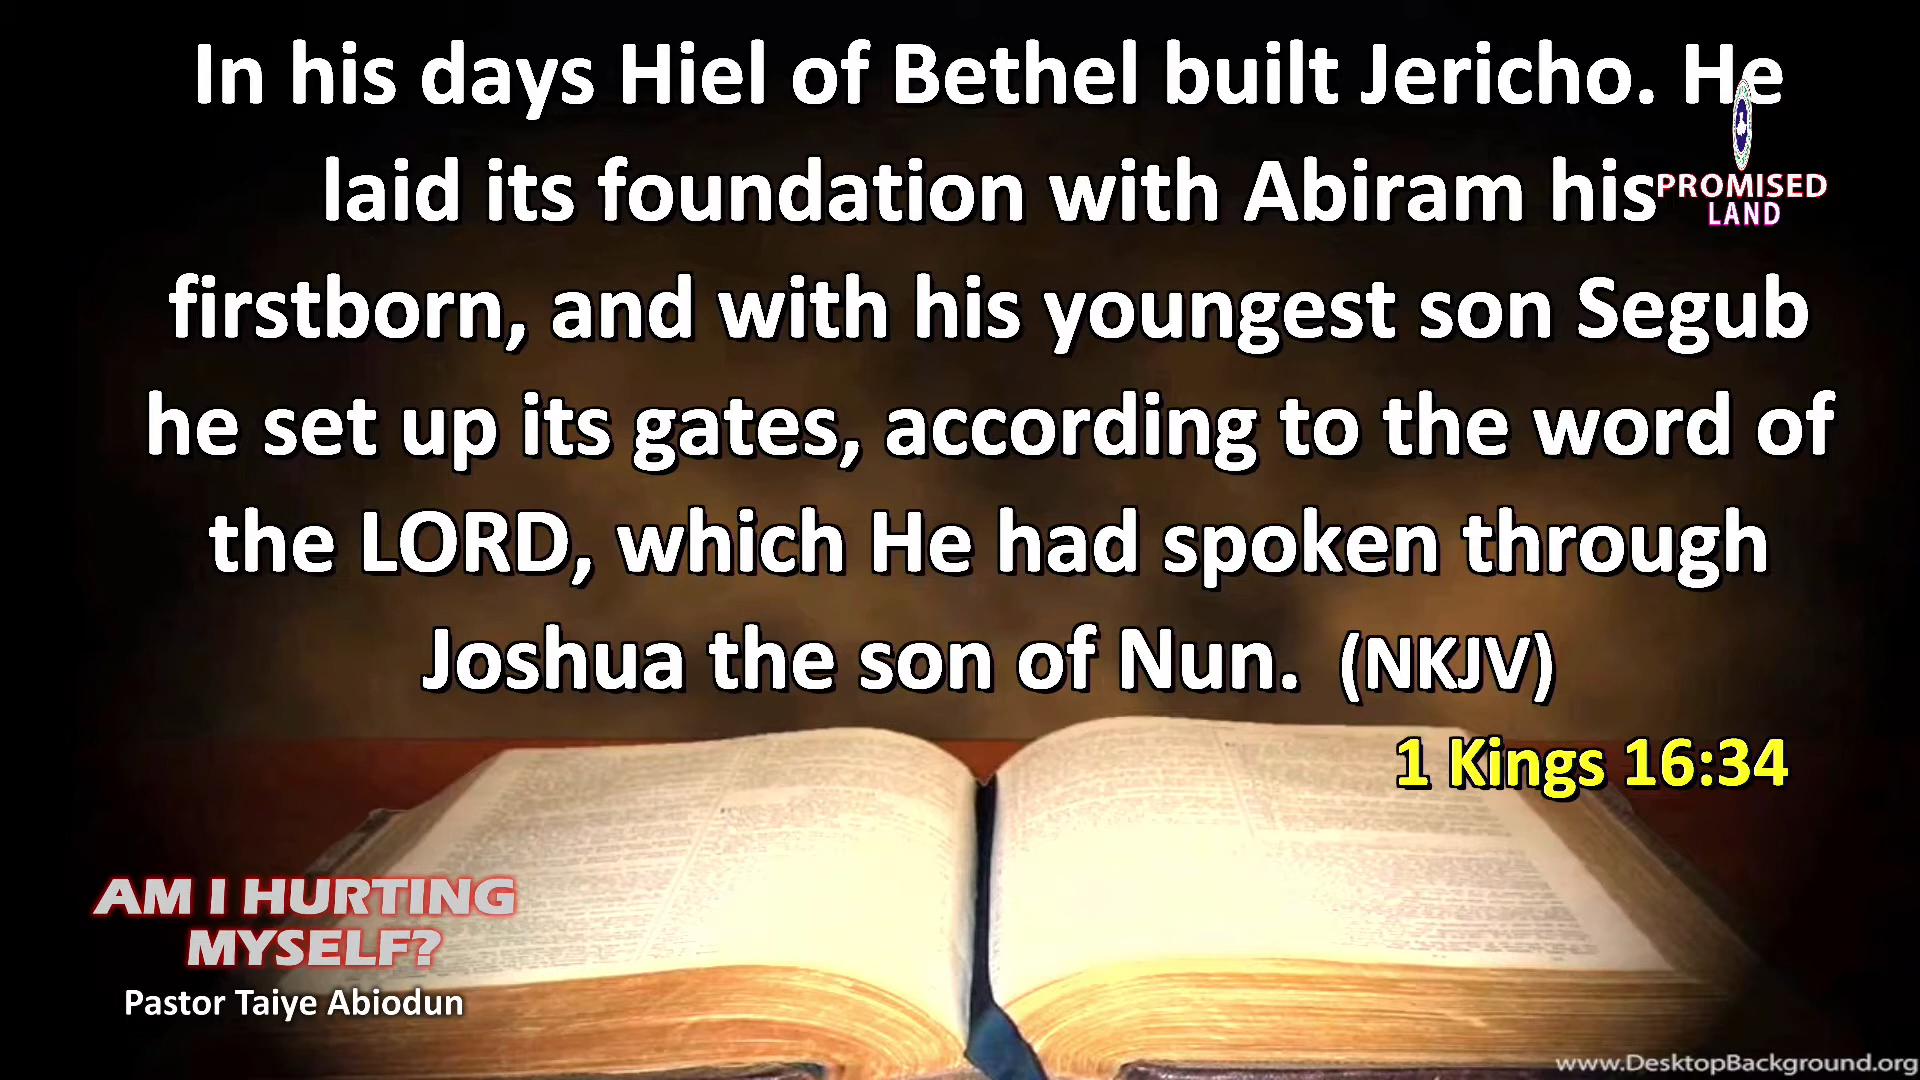 In his days Hiel of Bethel built Jericho. He
laid its foundation with Abiram his
firstborn, and with his youngest son Segub
he set up its gates, according to the word of
the LORD, which He had spoken through
Joshua the son of Nun. (NKJV)
1 Kings 16:34
PROMISED
LAND
AM I HURTING
MYSELF?
Pastor Taiye Abiodun
www.DesktopBackground.org